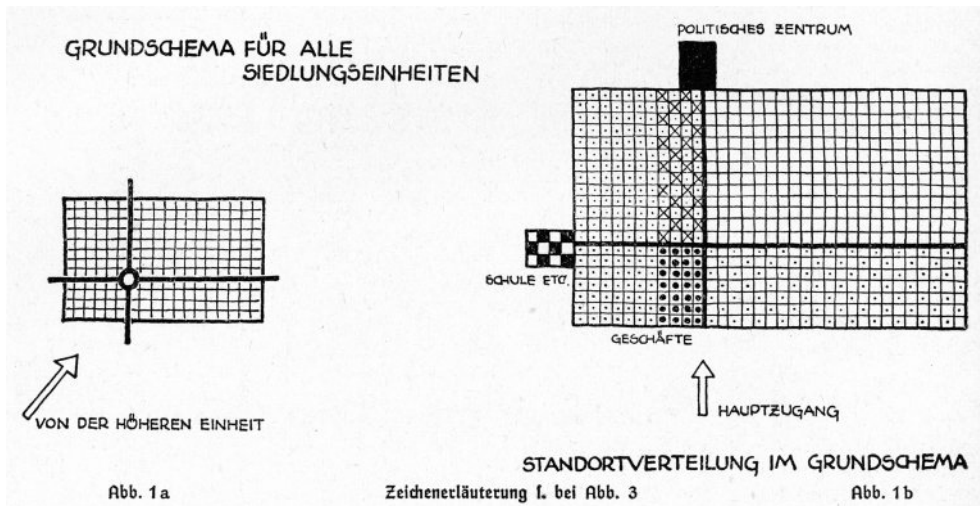 GRUNDSCHEMA FÜR ALLE
SIEDLUNGSEINHEITEN
VON DER HÖHEREN EINHEIT
Abb. 1a
POLITISCHES ZENTRUM
SCHULE ETC.
GESCHÄFTE
HAUPTZUGANG
STANDORTVERTEILUNG IM GRUNDSCHEMA
Zeichenerläuterung s. bei Abb. 3
Abb. 1b